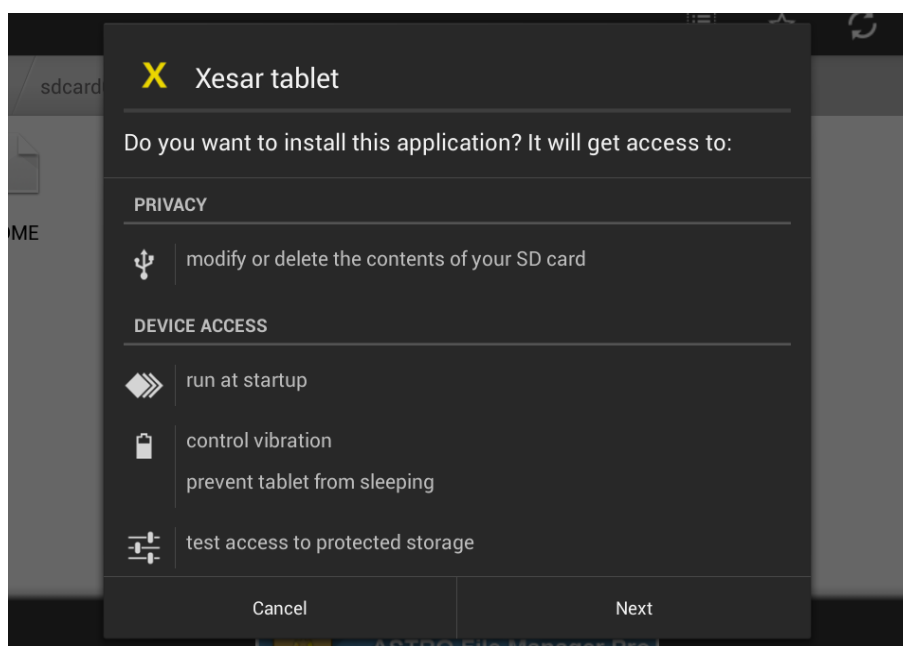 sdcard
X Xesar tablet
Do you want to install this application? It will get access to:
PRIVACY
OME
modify or delete the contents of your SD card
DEVICE ACCESS
run at startup
control vibration
prevent tablet from sleeping
test access to protected storage
Cancel Next
ASTRO File Manager Pro